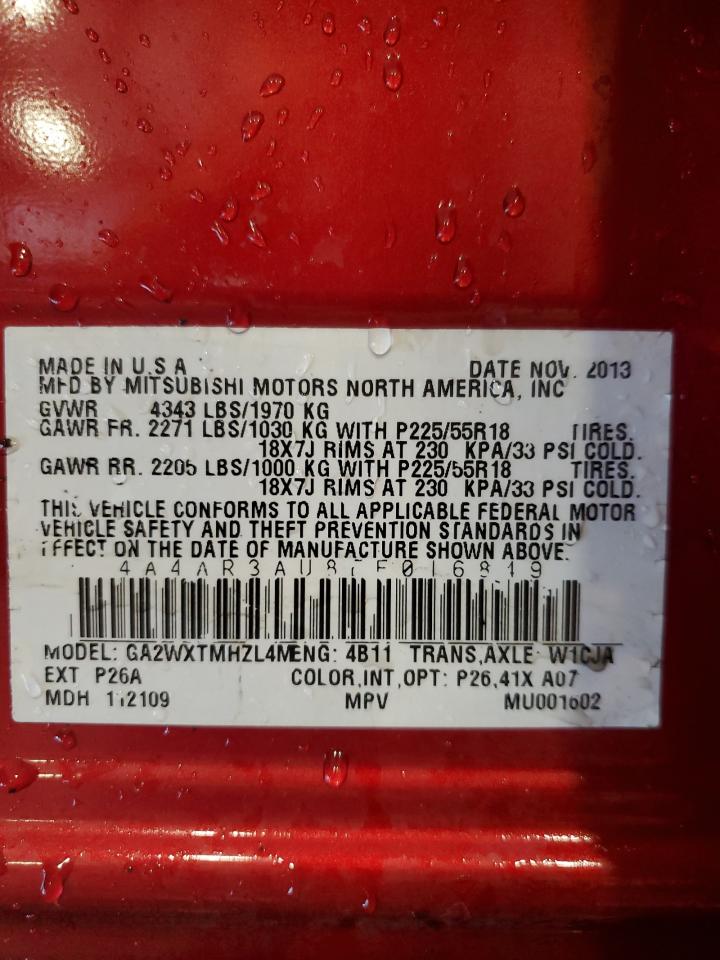 MADE IN U.S.A DATE NOV. 2013
MFD BY MITSUBISHI MOTORS NORTH AMERICA, INC
GVWR 4343 LBS/1970 KG
GAWR FR. 2271 LBS/1030 KG WITH P225/55R18 TIRES.
18X7J RIMS AT 230 KPA/33 PSI COLD.
GAWR RR. 2205 LBS/1000 KG WITH P225/55R18 TIRES.
18X7J RIMS AT 230 KPA/33 PSI COLD.
THIS VEHICLE CONFORMS TO ALL APPLICABLE FEDERAL MOTOR
VEHICLE SAFETY AND THEFT PREVENTION STANDARDS IN
EFFECT ON THE DATE OF MANUFACTURE SHOWN ABOVE.
MODEL: GA2WXTMHZL4M ENG: 4B11 TRANS,AXLE W1CJA
EXT P26A COLOR,INT,OPT: P26,41X A07
MDH 112109 MPV MU001602